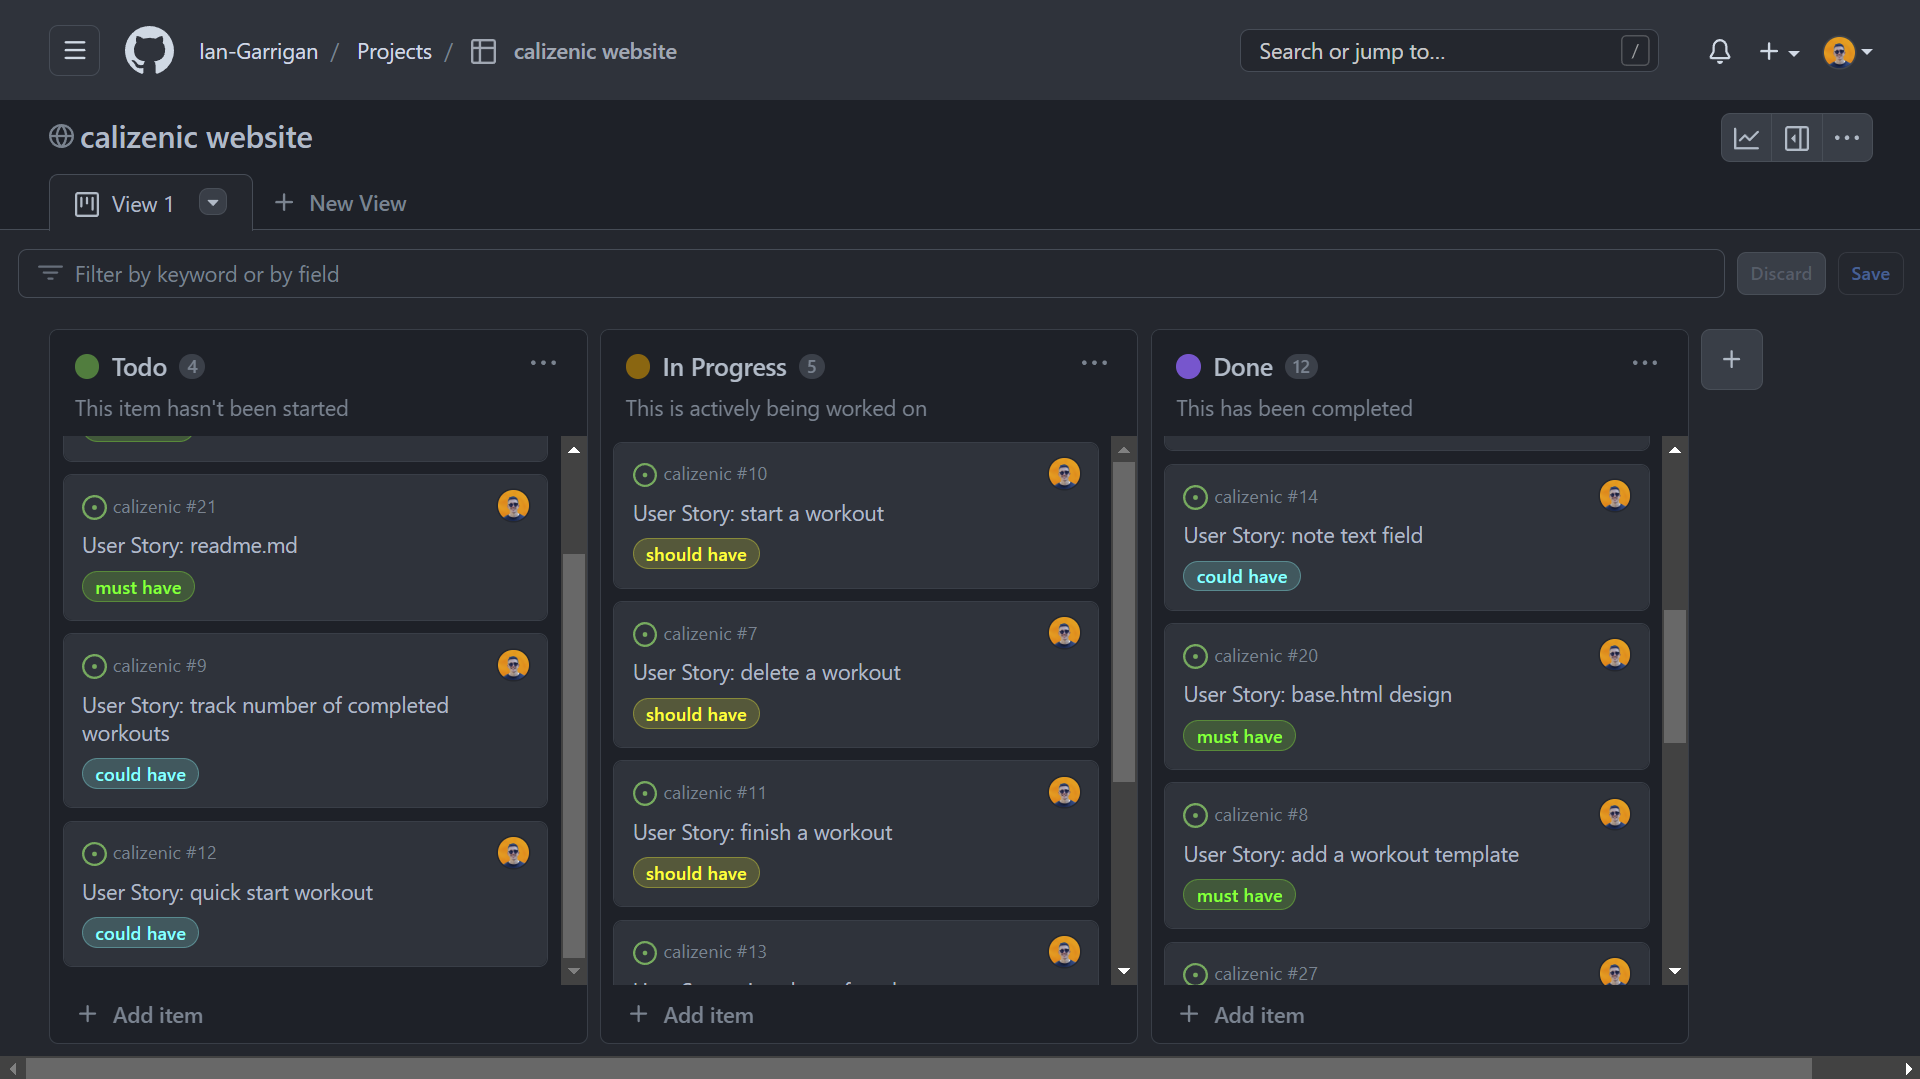 Ian-Garrigan / Projects / calizenic website
Search or jump to... /
calizenic website
View 1
New View
Filter by keyword or by field
Discard
Save
Todo 4
This item hasn't been started
calizenic #21
User Story: readme.md
must have
calizenic #9
User Story: track number of completed
workouts
could have
calizenic #12
User Story: quick start workout
could have
Add item
In Progress 5
This is actively being worked on
calizenic #10
User Story: start a workout
should have
calizenic #7
User Story: delete a workout
should have
calizenic #11
User Story: finish a workout
should have
calizenic #13
Add item
Done 12
This has been completed
calizenic #14
User Story: note text field
could have
calizenic #20
User Story: base.html design
must have
calizenic #8
User Story: add a workout template
must have
calizenic #27
Add item